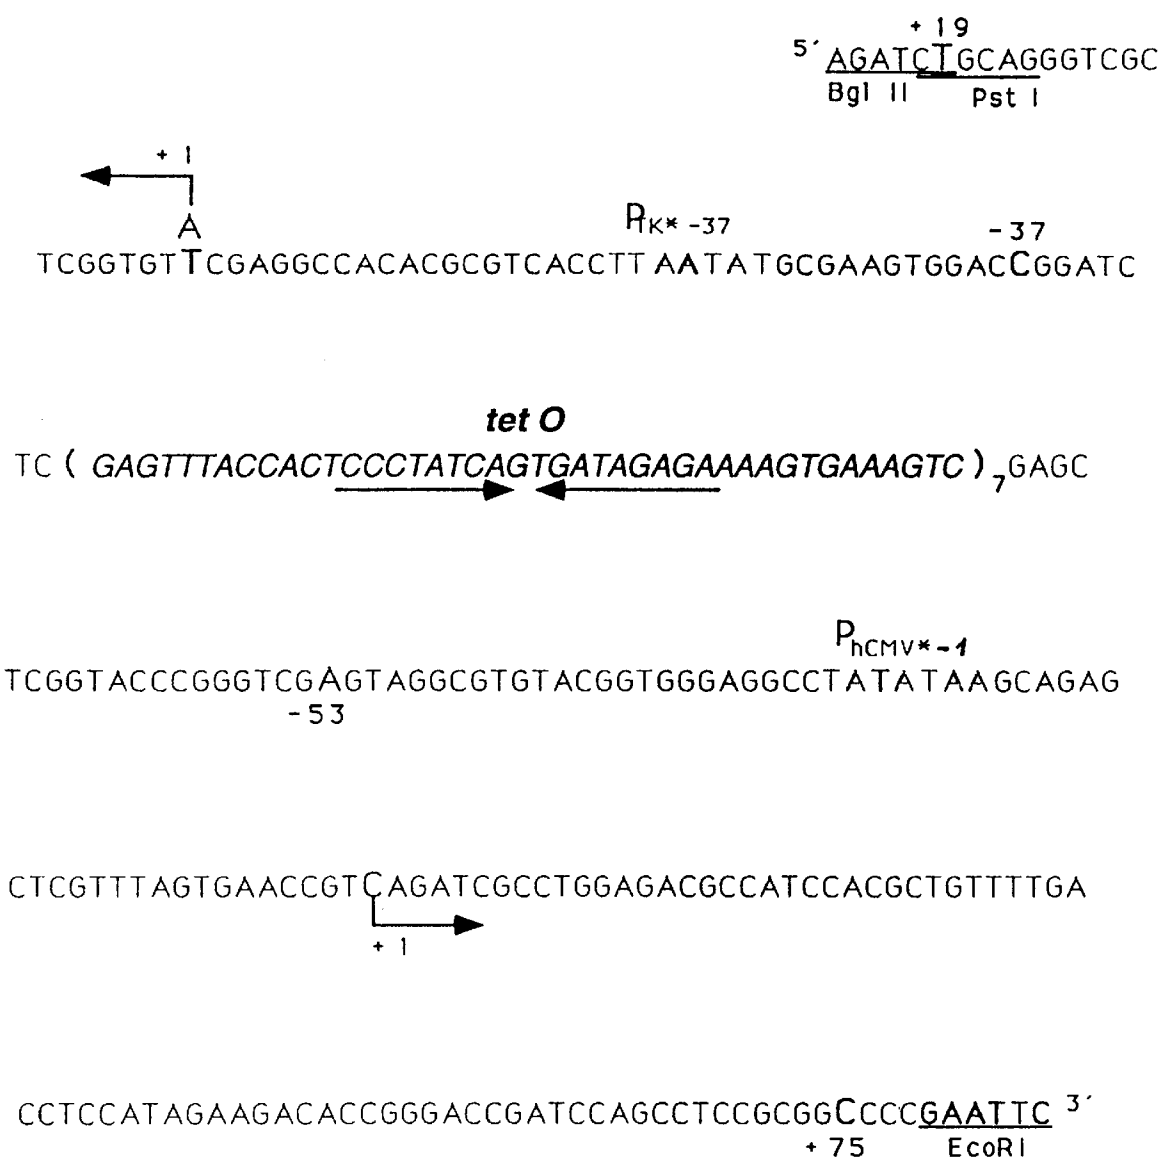 +19
5´ AGATCTGCAGGGTCGC
Bgl II Pst I
+1
A
PTK* -37 -37
TCGGTGTTCGAGGCCACACGCGTCACCTTAATATGCGAAGTGGACCGGATC
tet O
TC (GAGTTTACCACTCCCTATCAGTGATAGAGAAAAGTGAAAGTC)7GAGC
PhCMV*-1
TCGGTACCCGGGTCGAGTAGGCGTGTACGGTGGGAGGCCTATATAAGCAGAG
-53
CTCGTTTAGTGAACCGTCAGATCGCCTGGAGACGCCATCCACGCTGTTTTGA
+1
CCTCCATAGAAGACACCGGGACCGATCCAGCCTCCGCGGCCCCGAATTC 3´
+75 EcoRI